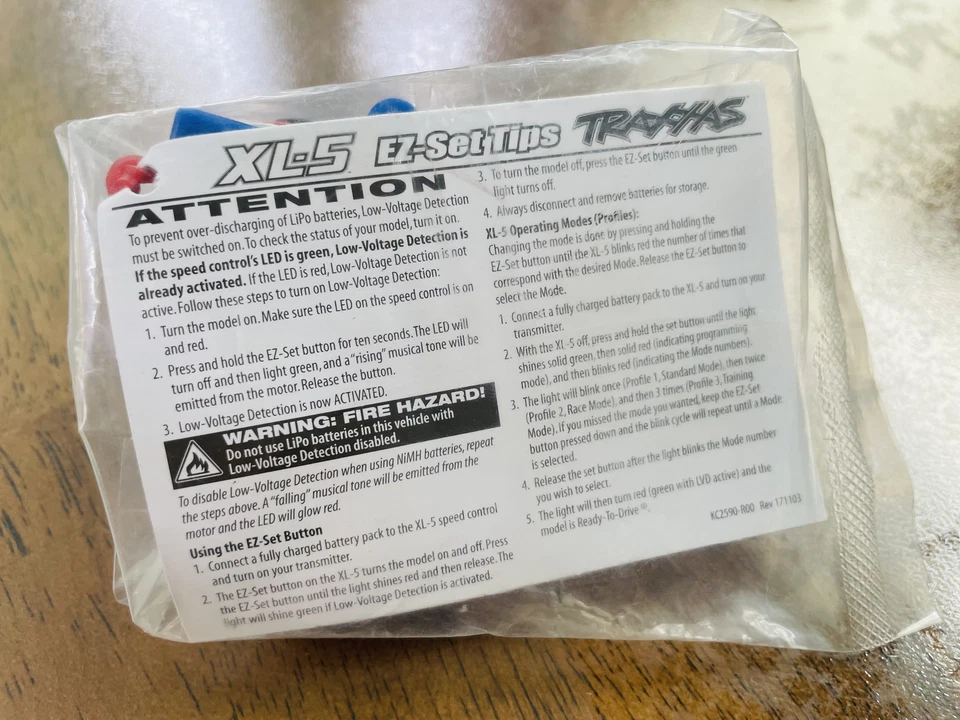 XL-5 EZ-Set Tips TRAXXAS
ATTENTION
To prevent over-discharging of LiPo batteries, Low-Voltage Detection
must be switched on. To check the status of your model, turn it on.
If the speed control's LED is green, Low-Voltage Detection is
already activated. If the LED is red, Low-Voltage Detection is not
active. Follow these steps to turn on Low-Voltage Detection:
1. Turn the model on. Make sure the LED on the speed control is on
and red.
2. Press and hold the EZ-Set button for ten seconds. The LED will
turn off and then light green, and a "rising" musical tone will be
emitted from the motor. Release the button.
3. Low-Voltage Detection is now ACTIVATED.
WARNING: FIRE HAZARD!
Do not use LiPo batteries in this vehicle with
Low-Voltage Detection disabled.
To disable Low-Voltage Detection when using NiMH batteries, repeat
the steps above. A "falling" musical tone will be emitted from the
motor and the LED will glow red.
Using the EZ-Set Button
1. Connect a fully charged battery pack to the XL-5 speed control
and turn on your transmitter.
2. The EZ-Set button on the XL-5 turns the model on and off. Press
the EZ-Set button until the light shines red and then release. The
light will shine green if Low-Voltage Detection is activated.
3. To turn the model off, press the EZ-Set button until the green
light turns off.
4. Always disconnect and remove batteries for storage.
XL-5 Operating Modes (Profiles):
Changing the mode is done by pressing and holding the
EZ-Set button until the XL-5 blinks red the number of times that
correspond with the desired Mode. Release the EZ-Set button to
select the Mode.
1. Connect a fully charged battery pack to the XL-5 and turn on your
transmitter.
2. With the XL-5 off, press and hold the set button until the light
shines solid green, then solid red (indicating programming
mode), and then blinks red (indicating the Mode numbers).
3. The light will blink once (Profile 1, Standard Mode), then twice
(Profile 2, Race Mode), and then 3 times (Profile 3, Training
Mode). If you missed the mode you wanted, keep the EZ-Set
button pressed down and the blink cycle will repeat until a Mode
is selected.
4. Release the set button after the light blinks the Mode number
you wish to select.
5. The light will then turn red (green with LVD active) and the
model is Ready-To-Drive®.
KC2590-R00 Rev 171103